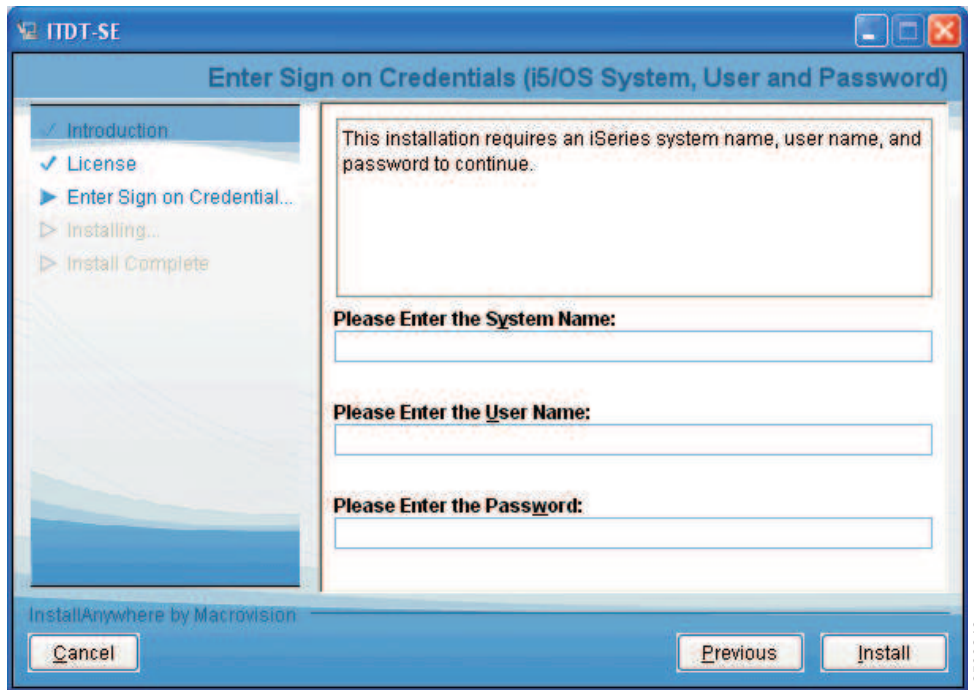 ITDT-SE
Enter Sign on Credentials (i5/OS System, User and Password)
Introduction
License
Enter Sign on Credential...
Installing...
Install Complete
This installation requires an iSeries system name, user name, and
password to continue.
Please Enter the System Name:
Please Enter the User Name:
Please Enter the Password:
InstallAnywhere by Macrovision
Cancel
Previous
Install